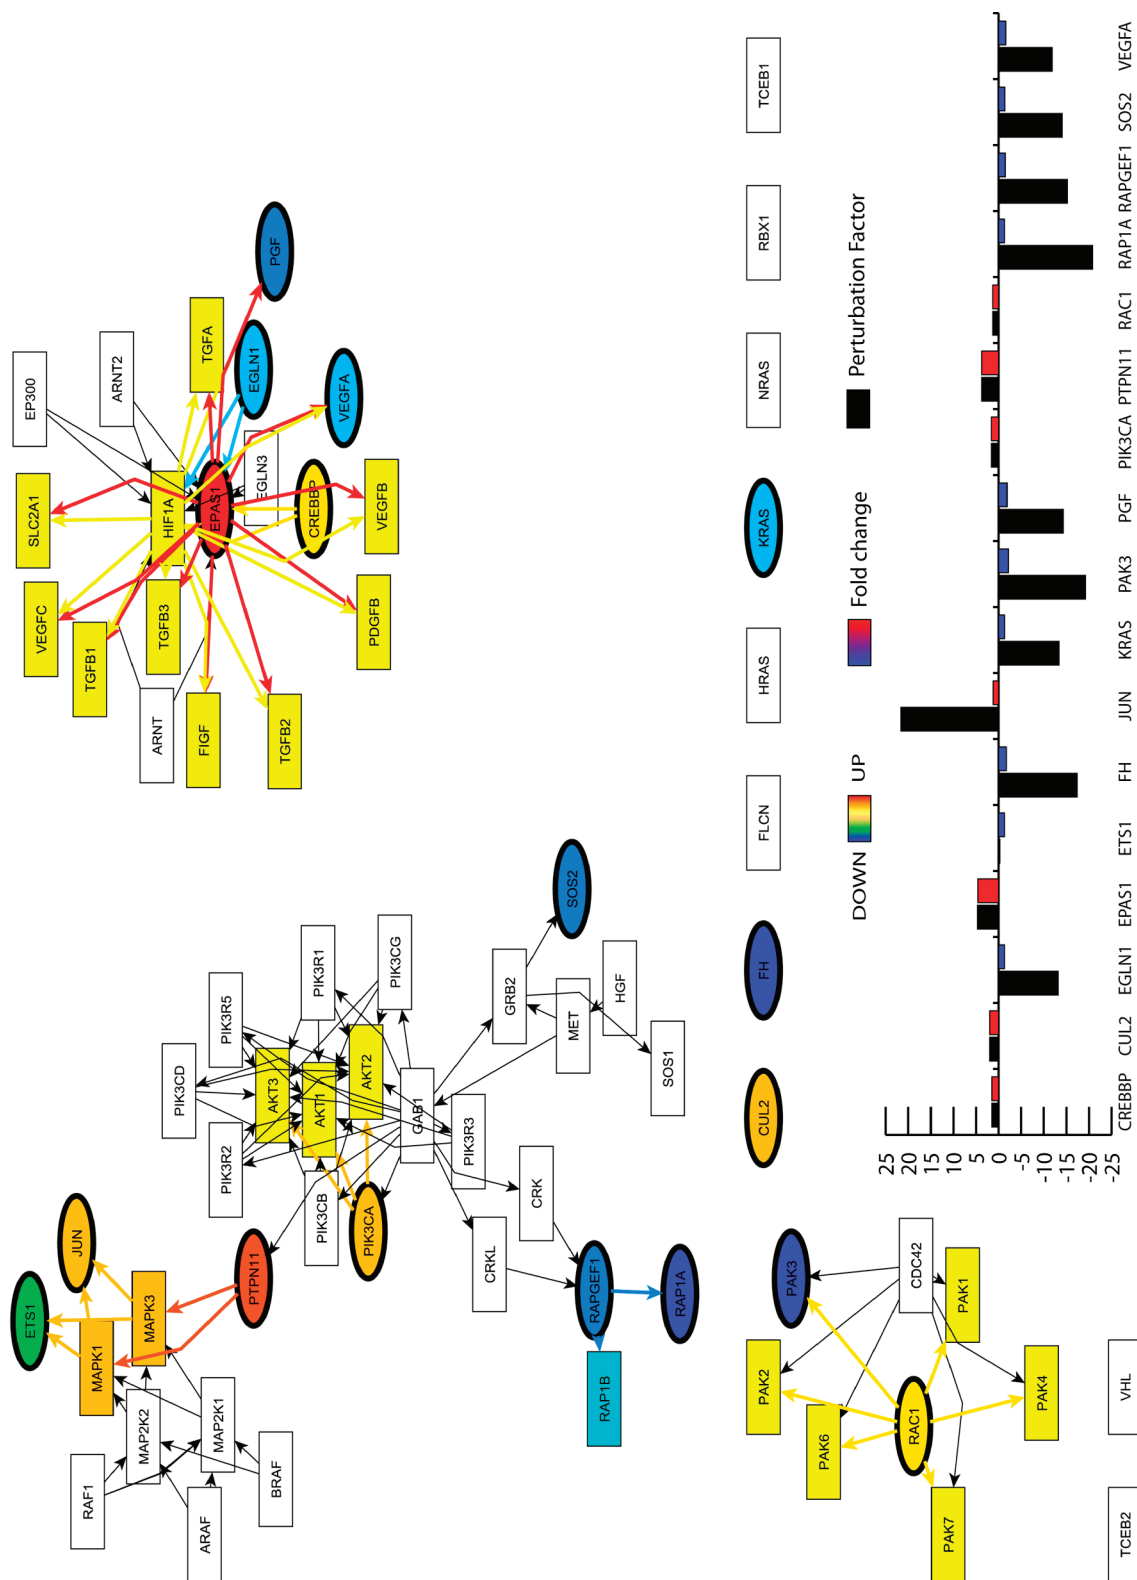 ETS1
JUN
MAPK1
MAPK3
MAP2K2
MAP2K1
RAF1
ARAF
BRAF
PTPN11
PIK3CD
PIK3R5
PIK3R2
PIK3R1
PIK3CG
PIK3CB
PIK3CA
PIK3R3
AKT3
AKT1
AKT2
GAB1
GRB2
MET
HGF
SOS1
SOS2
CRKL
CRK
RAPGEF1
RAP1A
RAP1B
EP300
ARNT2
SLC2A1
VEGFC
TGFB1
TGFB3
ARNT
FIGF
TGFB2
HIF1A
EPAS1
TGFA
EGLN1
EGLN3
PGF
VEGFA
CREBBP
VEGFB
PDGFB
PAK3
CDC42
PAK2
PAK1
PAK6
RAC1
PAK4
PAK7
TCEB2
VHL
CUL2
FH
FLCN
HRAS
KRAS
NRAS
RBX1
TCEB1
DOWN
UP
Fold change
Perturbation Factor
25
20
15
10
5
0
-5
-10
-15
-20
-25
CREBBP
CUL2
EGLN1
EPAS1
ETS1
FH
JUN
KRAS
PAK3
PGF
PIK3CA
PTPN11
RAC1
RAP1A
RAPGEF1
SOS2
VEGFA